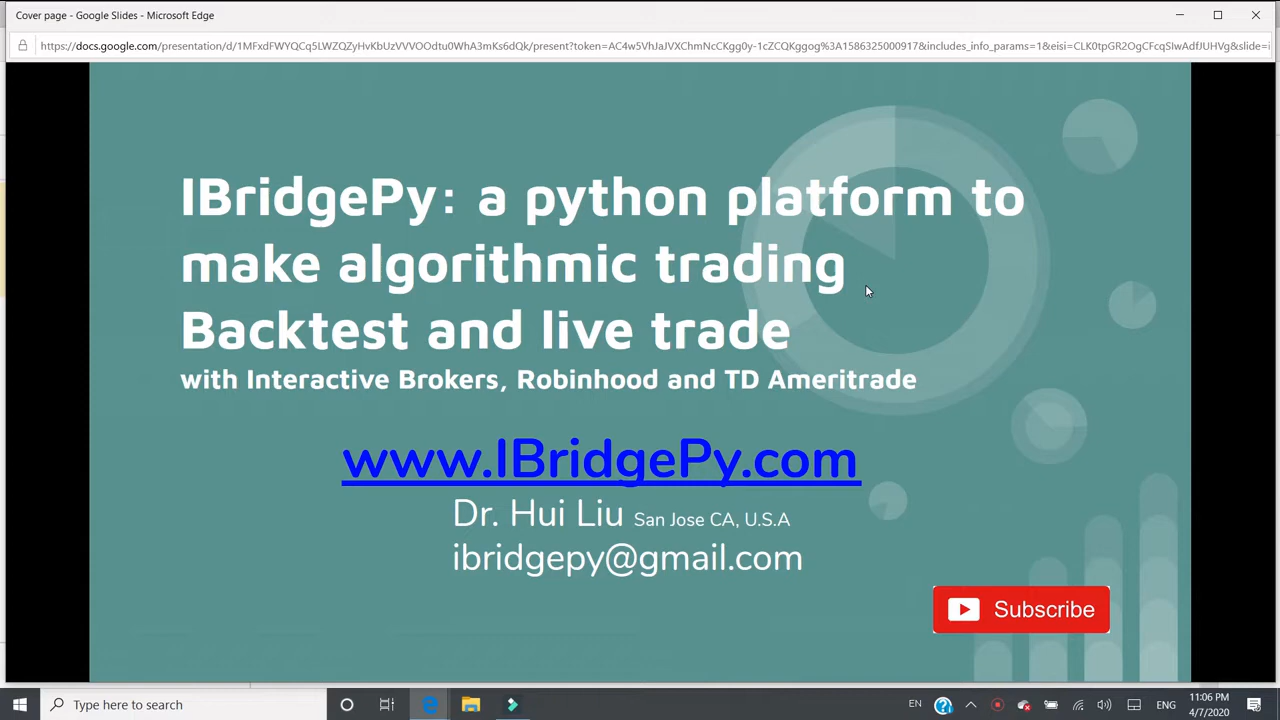 Cover page - Google Slides - Microsoft Edge
https://docs.google.com/presentation/d/1MFxdFWYQCq5LWZQZyHvKbUzVVVOOdtu0WhA3mKs6dQk/present?token=AC4w5VhJaJVXChmNcCKgg0y-1cZCQKggog%3A1586325000917&includes_info_params=1&eisi=CLK0tpGR2OgCFcqSIwAdfJUHVg&slide=i
IBridgePy: a python platform to
make algorithmic trading
Backtest and live trade
with Interactive Brokers, Robinhood and TD Ameritrade
www.IBridgePy.com
Dr. Hui Liu San Jose CA, U.S.A
ibridgepy@gmail.com
Subscribe
Type here to search
EN
ENG
11:06 PM
4/7/2020